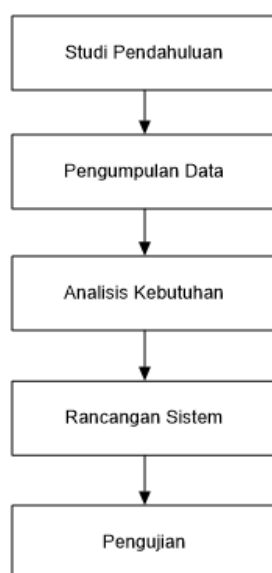 Studi Pendahuluan
Pengumpulan Data
Analisis Kebutuhan
Rancangan Sistem
Pengujian